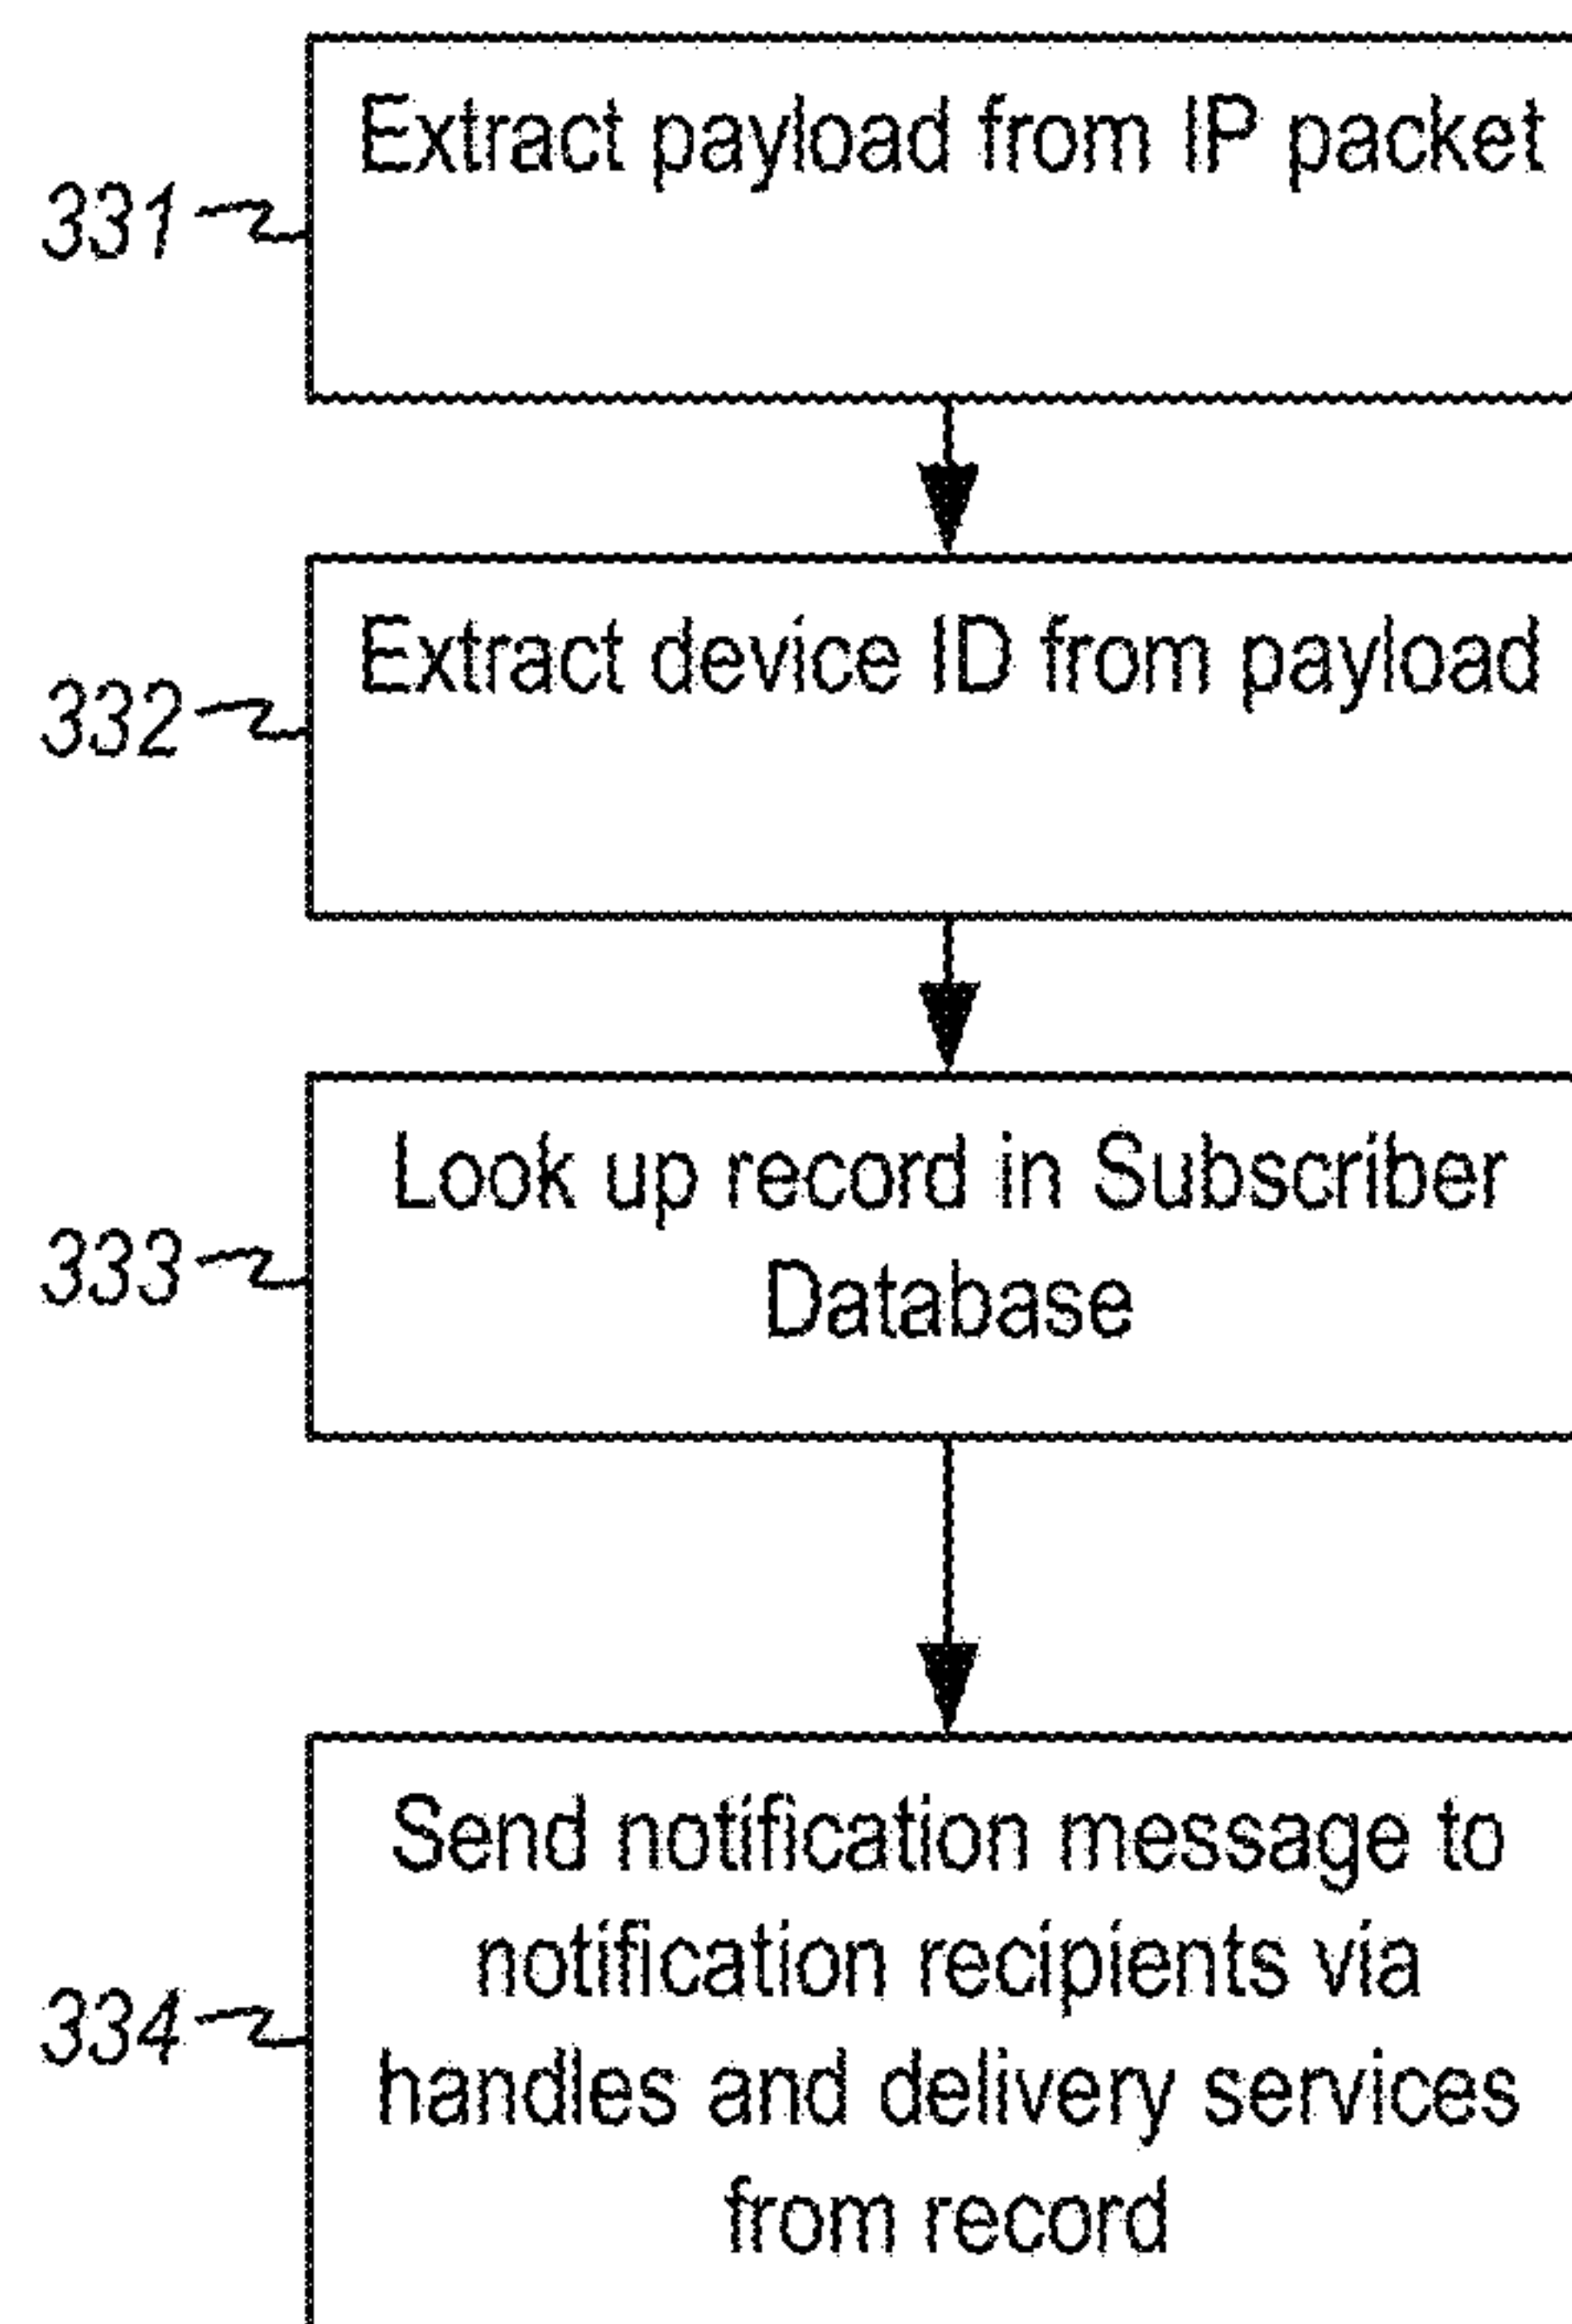 Extract payload from IP packet
331
Extract device ID from payload
332
Look up record in Subscriber
Database
333
Send notification message to
notification recipients via
handles and delivery services
from record
334